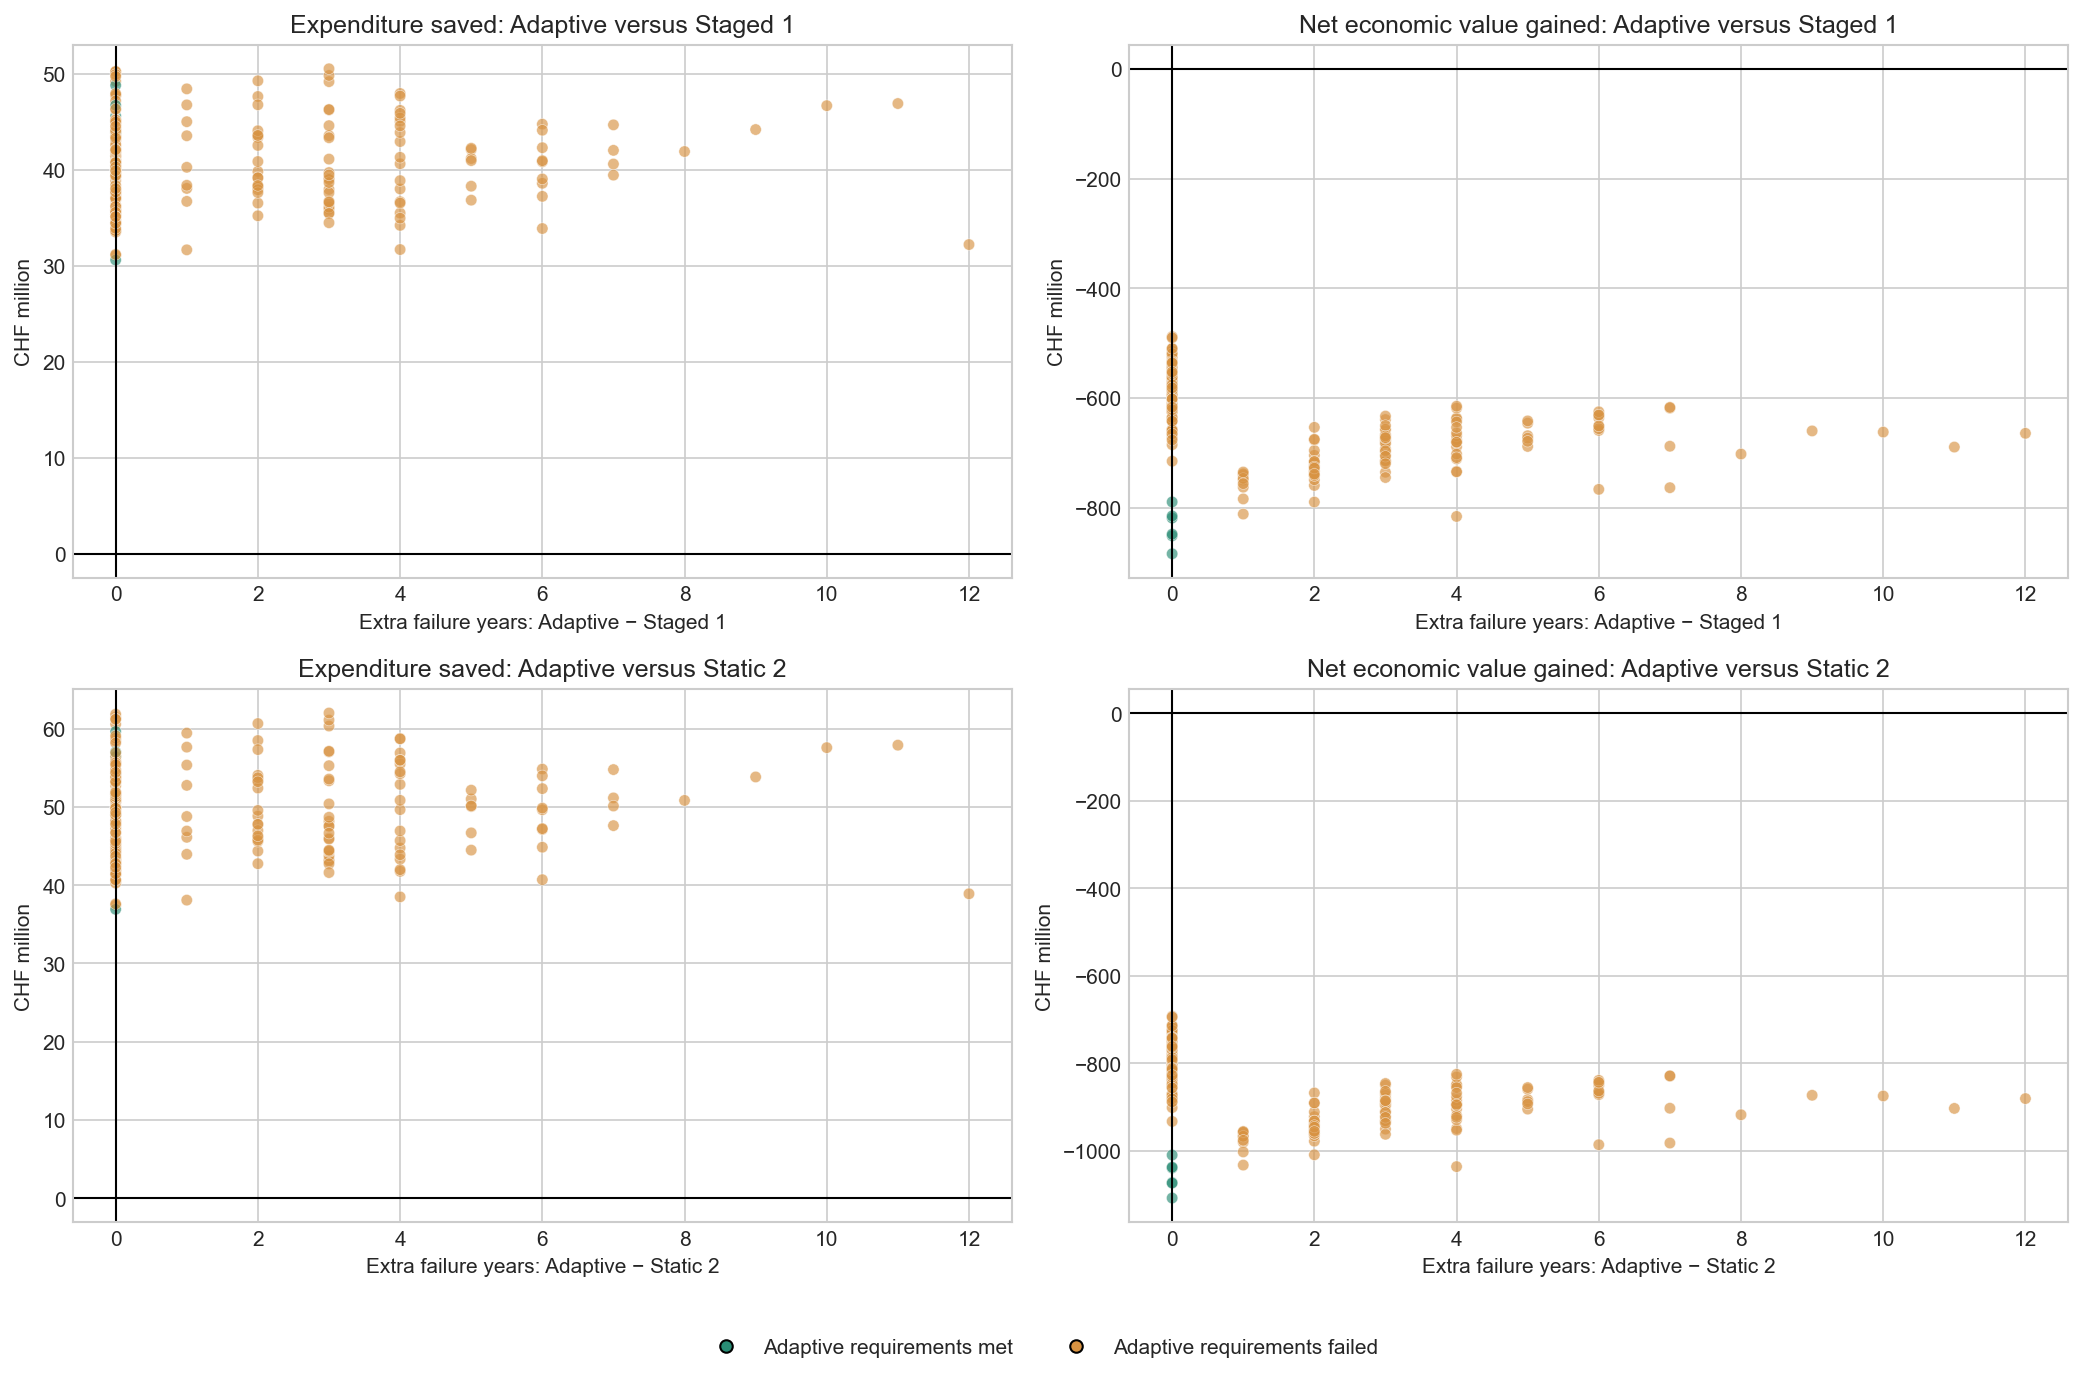 Expenditure saved: Adaptive versus Staged 1
50
40
30
20
10
0
CHF million
0 2 4 6 8 10 12
Extra failure years: Adaptive − Staged 1
Net economic value gained: Adaptive versus Staged 1
0
−200
−400
−600
−800
CHF million
0 2 4 6 8 10 12
Extra failure years: Adaptive − Staged 1
Expenditure saved: Adaptive versus Static 2
60
50
40
30
20
10
0
CHF million
0 2 4 6 8 10 12
Extra failure years: Adaptive − Static 2
Net economic value gained: Adaptive versus Static 2
0
−200
−400
−600
−800
−1000
CHF million
0 2 4 6 8 10 12
Extra failure years: Adaptive − Static 2
Adaptive requirements met
Adaptive requirements failed